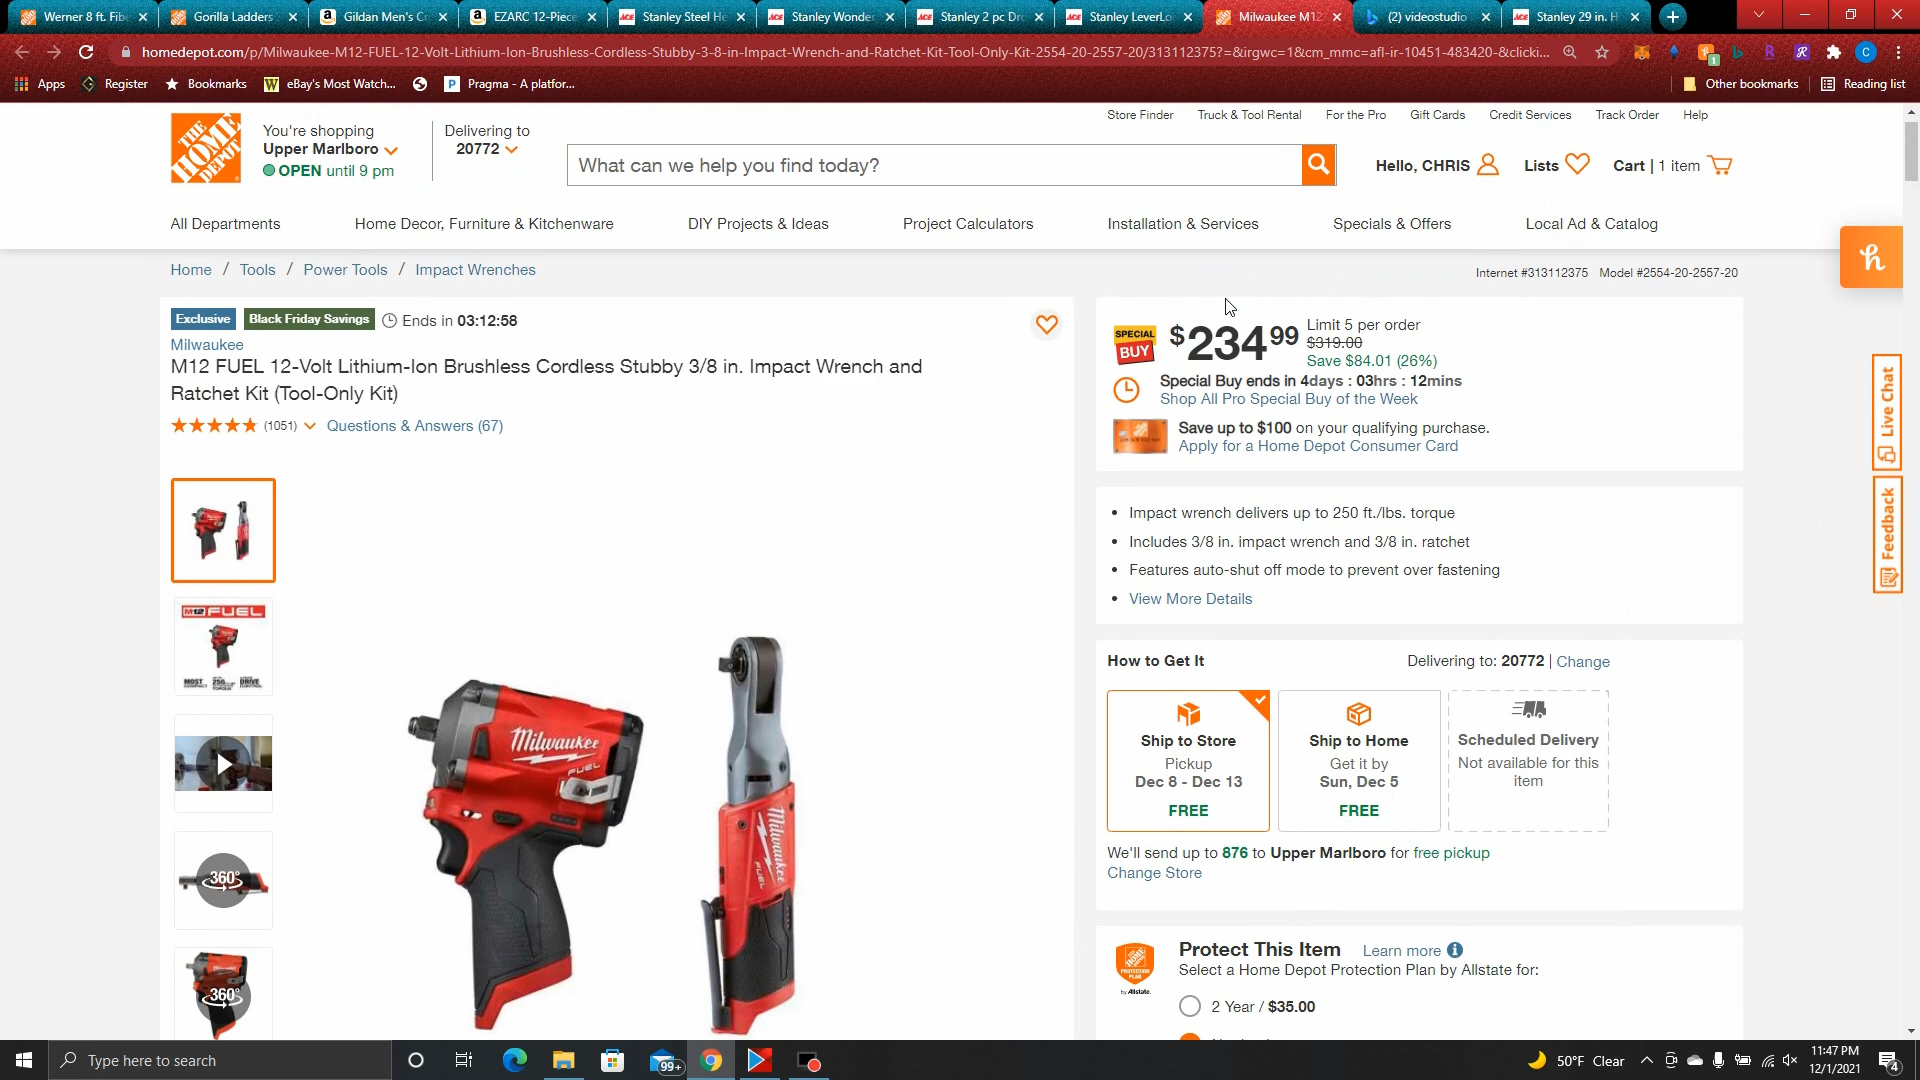 Werner 8 ft. Fib
Gorilla Ladders
Gildan Men's C
EZARC 12-Piece
Stanley Steel He
Stanley Wonder
Stanley 2 pc Dr
Stanley LeverLo
Milwaukee M12
(2) videostudio
Stanley 29 in. H
homedepot.com/p/Milwaukee-M12-FUEL-12-Volt-Lithium-Ion-Brushless-Cordless-Stubby-3-8-in-Impact-Wrench-and-Ratchet-Kit-Tool-Only-Kit-2554-20-2557-20/313112375?=&irgwc=1&cm_mmc=afl-ir-10451-483420-&clicki...
Apps
Register
Bookmarks
eBay's Most Watch...
Pragma - A platfor...
Other bookmarks
Reading list
Store Finder
Truck & Tool Rental
For the Pro
Gift Cards
Credit Services
Track Order
Help
THE HOME DEPOT
You're shopping
Upper Marlboro
OPEN until 9 pm
Delivering to
20772
What can we help you find today?
Hello, CHRIS
Lists
Cart | 1 item
All Departments
Home Decor, Furniture & Kitchenware
DIY Projects & Ideas
Project Calculators
Installation & Services
Specials & Offers
Local Ad & Catalog
Home / Tools / Power Tools / Impact Wrenches
Internet #313112375 Model #2554-20-2557-20
Exclusive
Black Friday Savings
Ends in 03:12:58
Milwaukee
M12 FUEL 12-Volt Lithium-Ion Brushless Cordless Stubby 3/8 in. Impact Wrench and
Ratchet Kit (Tool-Only Kit)
(1051)
Questions & Answers (67)
M12 FUEL
360°
360°
Milwaukee
FUEL
Milwaukee
FUEL
SPECIAL
BUY
$234 99
Limit 5 per order
$319.00
Save $84.01 (26%)
Special Buy ends in 4days : 03hrs : 12mins
Shop All Pro Special Buy of the Week
Save up to $100 on your qualifying purchase.
Apply for a Home Depot Consumer Card
Impact wrench delivers up to 250 ft./lbs. torque
Includes 3/8 in. impact wrench and 3/8 in. ratchet
Features auto-shut off mode to prevent over fastening
View More Details
How to Get It
Delivering to: 20772 | Change
Ship to Store
Pickup
Dec 8 - Dec 13
FREE
Ship to Home
Get it by
Sun, Dec 5
FREE
Scheduled Delivery
Not available for this
item
We'll send up to 876 to Upper Marlboro for free pickup
Change Store
Protect This Item
Learn more
Select a Home Depot Protection Plan by Allstate for:
2 Year / $35.00
Live Chat
Feedback
Type here to search
99+
50°F Clear
11:47 PM
12/1/2021
4